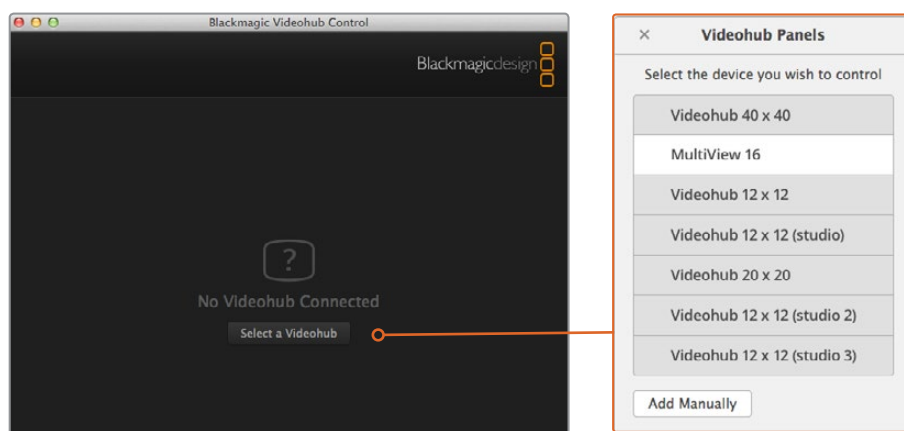 Blackmagic Videohub Control
Blackmagicdesign
?
No Videohub Connected
Select a Videohub
Videohub Panels
Select the device you wish to control
Videohub 40 x 40
MultiView 16
Videohub 12 x 12
Videohub 12 x 12 (studio)
Videohub 20 x 20
Videohub 12 x 12 (studio 2)
Videohub 12 x 12 (studio 3)
Add Manually